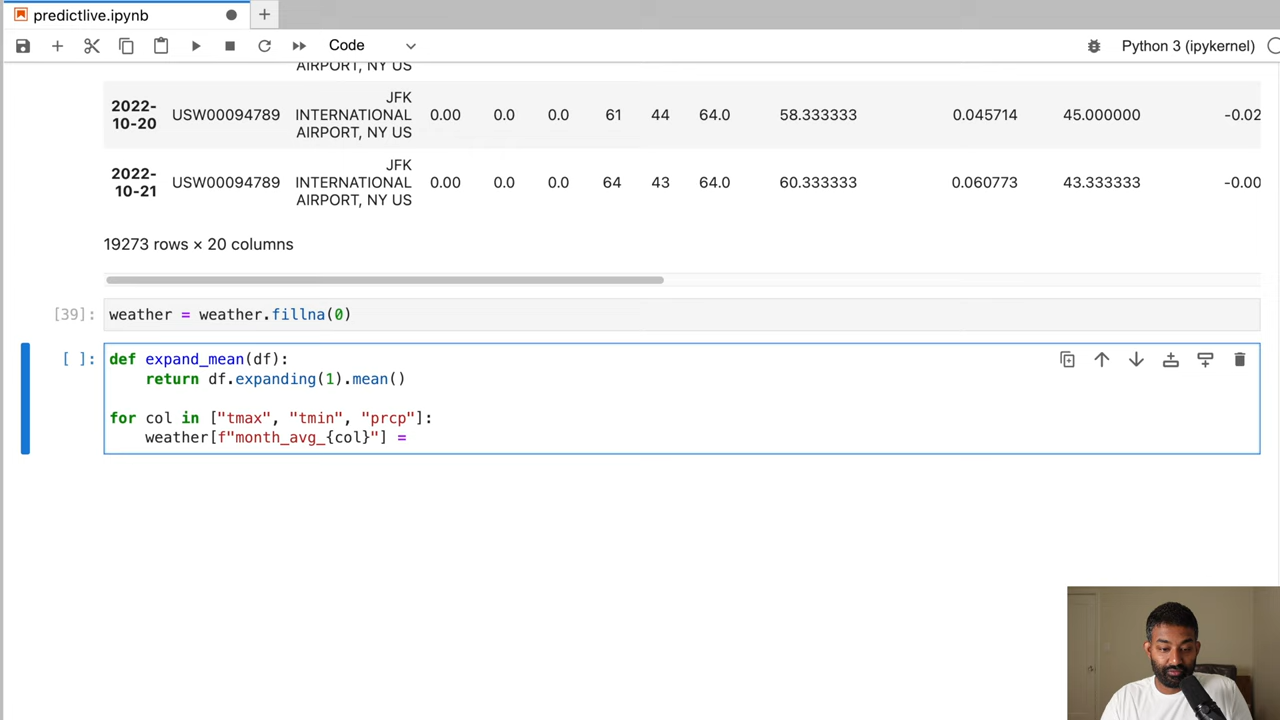 predictlive.ipynb
Code
Python 3 (ipykernel)
AIRPORT, NY US
2022-10-20 USW00094789 JFK INTERNATIONAL AIRPORT, NY US 0.00 0.0 0.0 61 44 64.0 58.333333 0.045714 45.000000 -0.02
2022-10-21 USW00094789 JFK INTERNATIONAL AIRPORT, NY US 0.00 0.0 0.0 64 43 64.0 60.333333 0.060773 43.333333 -0.00
19273 rows × 20 columns
[39]: weather = weather.fillna(0)
[ ]: def expand_mean(df):
return df.expanding(1).mean()
for col in ["tmax", "tmin", "prcp"]:
weather[f"month_avg_{col}"] =